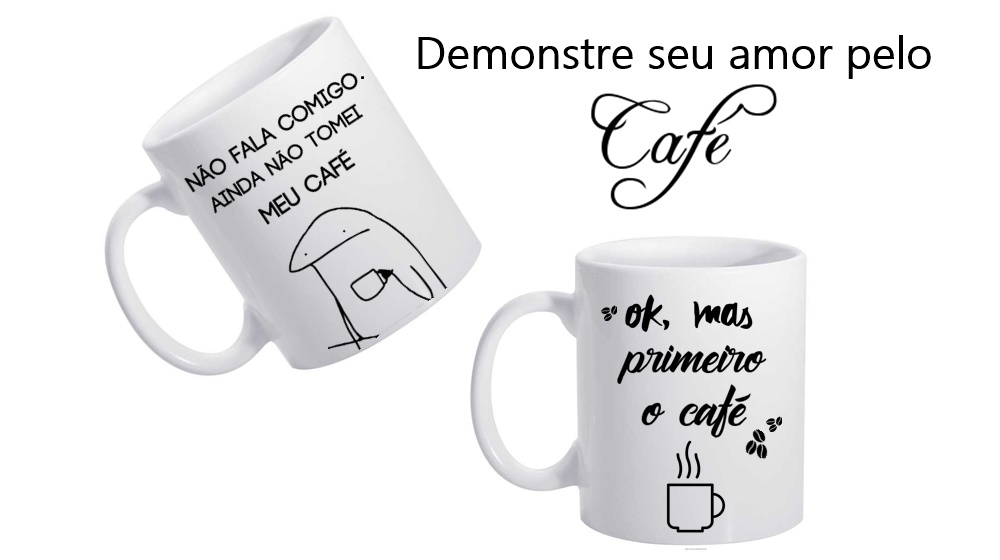 Demonstre seu amor pelo
Café
NÃO FALA COMIGO.
AINDA NÃO TOMEI
MEU CAFÉ
ok, mas
primeiro
o café